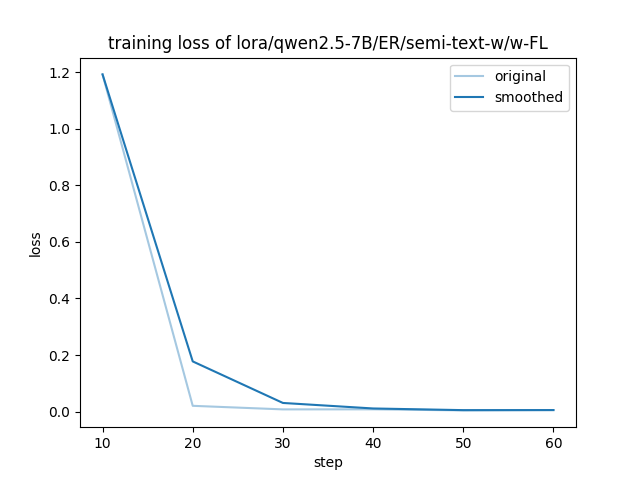 training loss of lora/qwen2.5-7B/ER/semi-text-w/w-FL
original
smoothed
1.2
1.0
0.8
0.6
0.4
0.2
0.0
loss
10 20 30 40 50 60
step